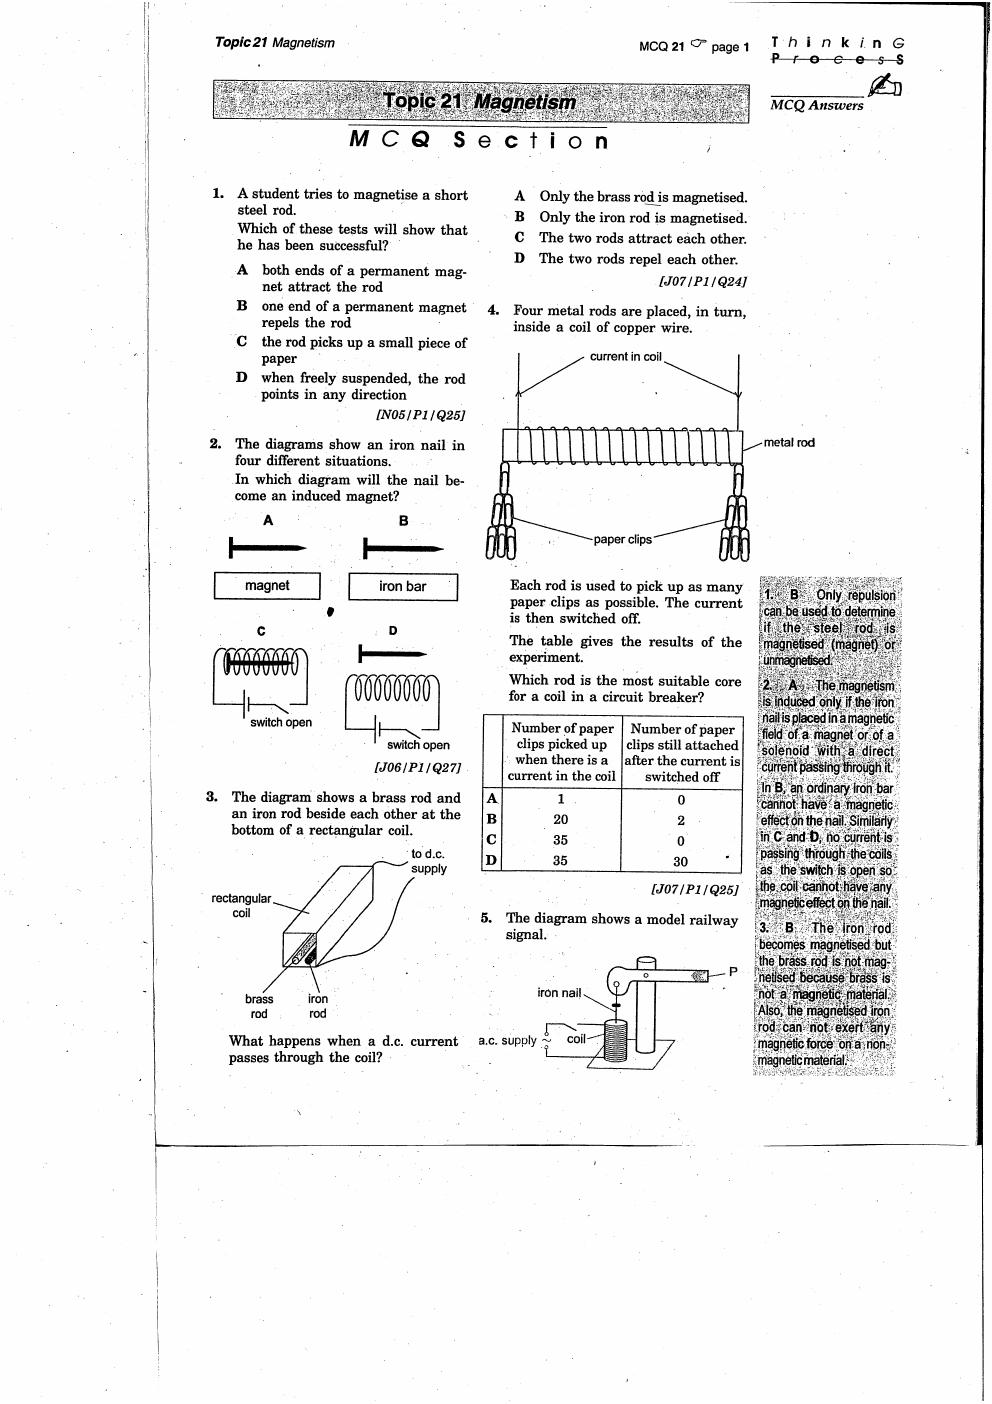 Topic 21 Magnetism
MCQ 21 ☞ page 1
T h i n k i n G
P r o c e s S
MCQ Answers
Topic 21 Magnetism
M C Q S e c t i o n
1. A student tries to magnetise a short
steel rod.
Which of these tests will show that
he has been successful?
A both ends of a permanent mag-
net attract the rod
B one end of a permanent magnet
repels the rod
C the rod picks up a small piece of
paper
D when freely suspended, the rod
points in any direction
[N05/P1/Q25]
2. The diagrams show an iron nail in
four different situations.
In which diagram will the nail be-
come an induced magnet?
A
B
magnet
iron bar
C
D
switch open
switch open
[J06/P1/Q27]
3. The diagram shows a brass rod and
an iron rod beside each other at the
bottom of a rectangular coil.
to d.c.
supply
rectangular
coil
brass
rod
iron
rod
What happens when a d.c. current
passes through the coil?
A Only the brass rod is magnetised.
B Only the iron rod is magnetised.
C The two rods attract each other.
D The two rods repel each other.
[J07/P1/Q24]
4. Four metal rods are placed, in turn,
inside a coil of copper wire.
current in coil
metal rod
paper clips
Each rod is used to pick up as many
paper clips as possible. The current
is then switched off.
The table gives the results of the
experiment.
Which rod is the most suitable core
for a coil in a circuit breaker?
Number of paper
clips picked up
when there is a
current in the coil
Number of paper
clips still attached
after the current is
switched off
A 1 0
B 20 2
C 35 0
D 35 30
[J07/P1/Q25]
5. The diagram shows a model railway
signal.
P
iron nail
a.c. supply
coil
1. B Only repulsion
can be used to determine
if the steel rod is
magnetised (magnet) or
unmagnetised.
2. A The magnetism
is induced only if the iron
nail is placed in a magnetic
field of a magnet or of a
solenoid with a direct
current passing through it.
In B, an ordinary iron bar
cannot have a magnetic
effect on the nail. Similarly
in C and D, no current is
passing through the coils
as the switch is open so
the coil cannot have any
magnetic effect on the nail.
3. B The iron rod
becomes magnetised but
the brass rod is not mag-
netised because brass is
not a magnetic material.
Also, the magnetised iron
rod can not exert any
magnetic force on a non-
magnetic material.